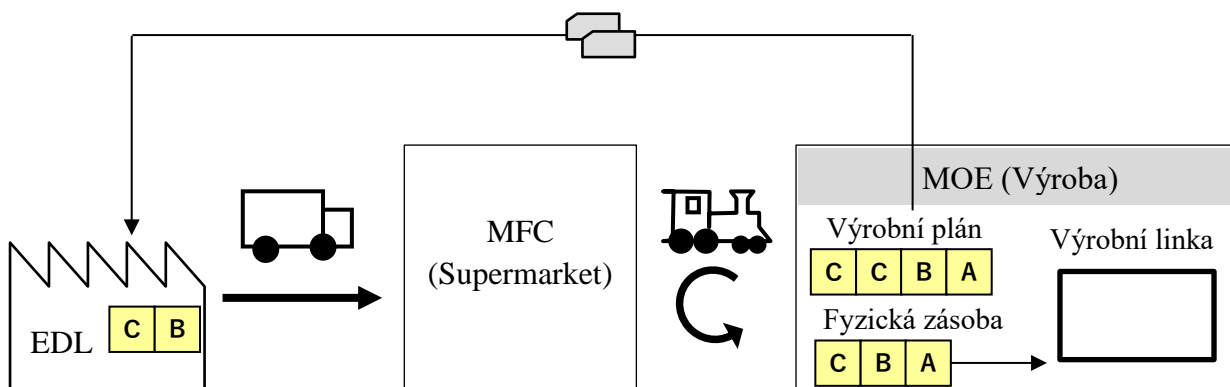 MOE (Výroba)
MFC
(Supermarket)
Výrobní plán
C C B A
Výrobní linka
Fyzická zásoba
C B A
EDL
C B